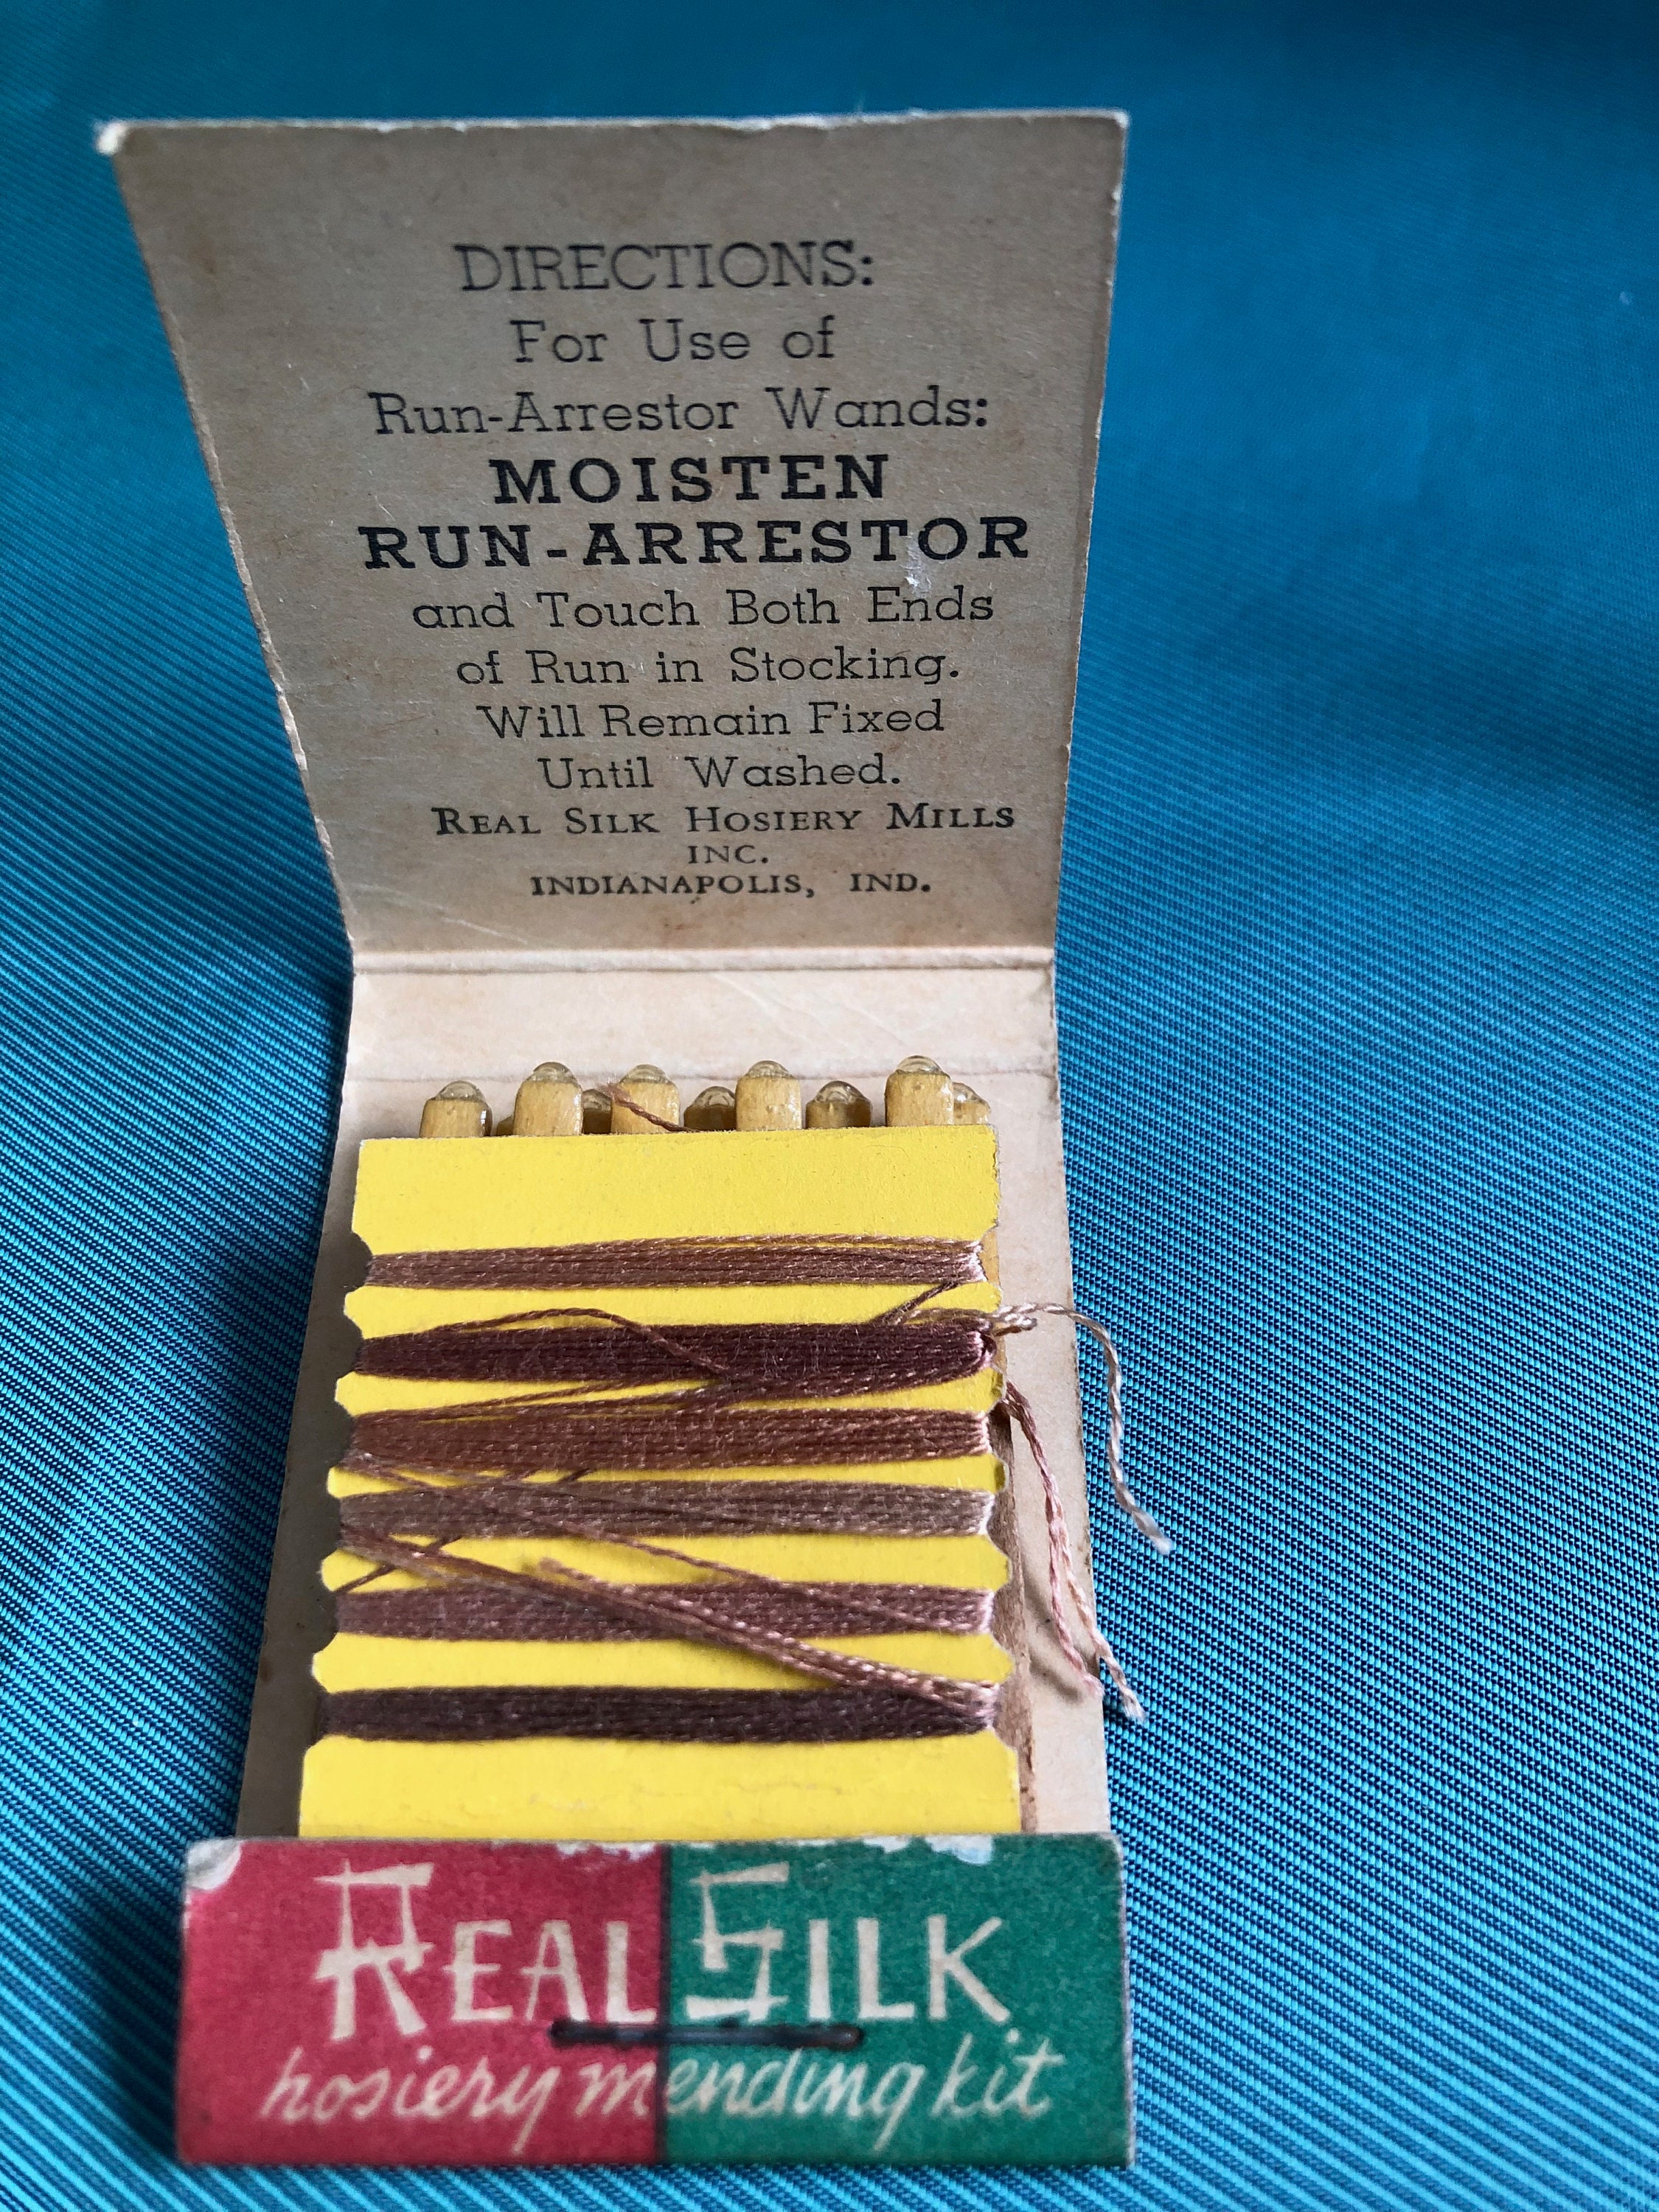 DIRECTIONS:
For Use of
Run-Arrestor Wands:
MOISTEN
RUN-ARRESTOR
and Touch Both Ends
of Run in Stocking.
Will Remain Fixed
Until Washed.
REAL SILK HOSIERY MILLS
INC.
INDIANAPOLIS, IND.
REAL SILK
hosiery mending kit